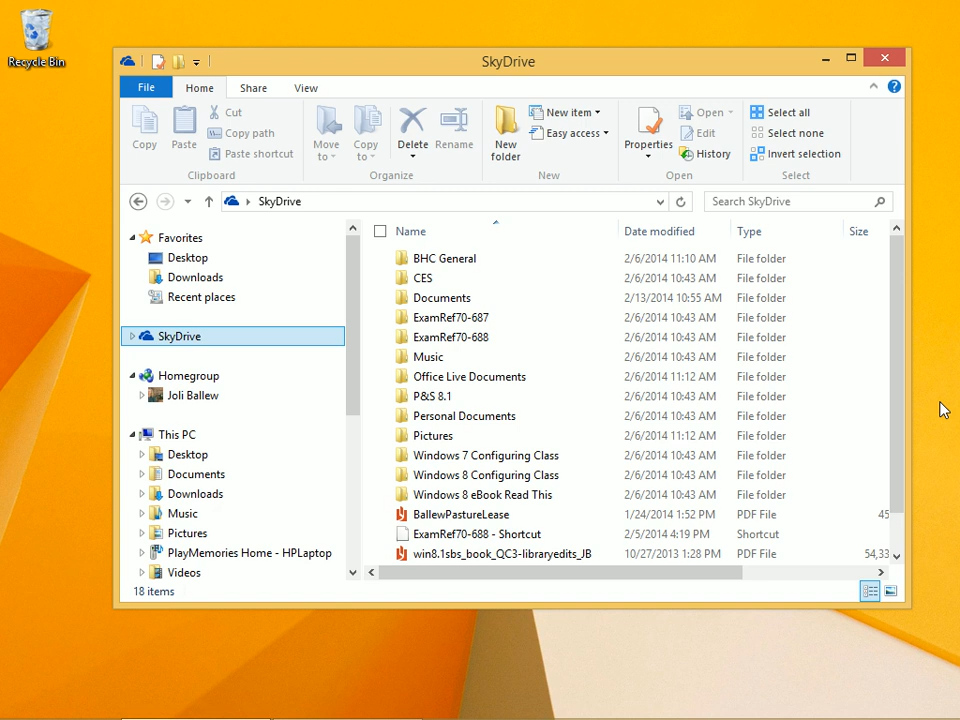 Recycle Bin
SkyDrive
File Home Share View
Copy
Paste
Cut
Copy path
Paste shortcut
Clipboard
Move to
Copy to
Delete
Rename
Organize
New folder
New item
Easy access
New
Properties
Open
Edit
History
Open
Select all
Select none
Invert selection
Select
SkyDrive
Search SkyDrive
Favorites
Desktop
Downloads
Recent places
SkyDrive
Homegroup
Joli Ballew
This PC
Desktop
Documents
Downloads
Music
Pictures
PlayMemories Home - HPLaptop
Videos
Name Date modified Type Size
BHC General 2/6/2014 11:10 AM File folder
CES 2/6/2014 10:43 AM File folder
Documents 2/13/2014 10:55 AM File folder
ExamRef70-687 2/6/2014 10:43 AM File folder
ExamRef70-688 2/6/2014 10:43 AM File folder
Music 2/6/2014 10:43 AM File folder
Office Live Documents 2/6/2014 11:12 AM File folder
P&S 8.1 2/6/2014 10:43 AM File folder
Personal Documents 2/6/2014 10:43 AM File folder
Pictures 2/6/2014 11:12 AM File folder
Windows 7 Configuring Class 2/6/2014 10:43 AM File folder
Windows 8 Configuring Class 2/6/2014 10:43 AM File folder
Windows 8 eBook Read This 2/6/2014 10:43 AM File folder
BallewPastureLease 1/24/2014 1:52 PM PDF File 45
ExamRef70-688 - Shortcut 2/5/2014 4:19 PM Shortcut
win8.1sbs_book_QC3-libraryedits_JB 10/27/2013 1:28 PM PDF File 54,33
18 items